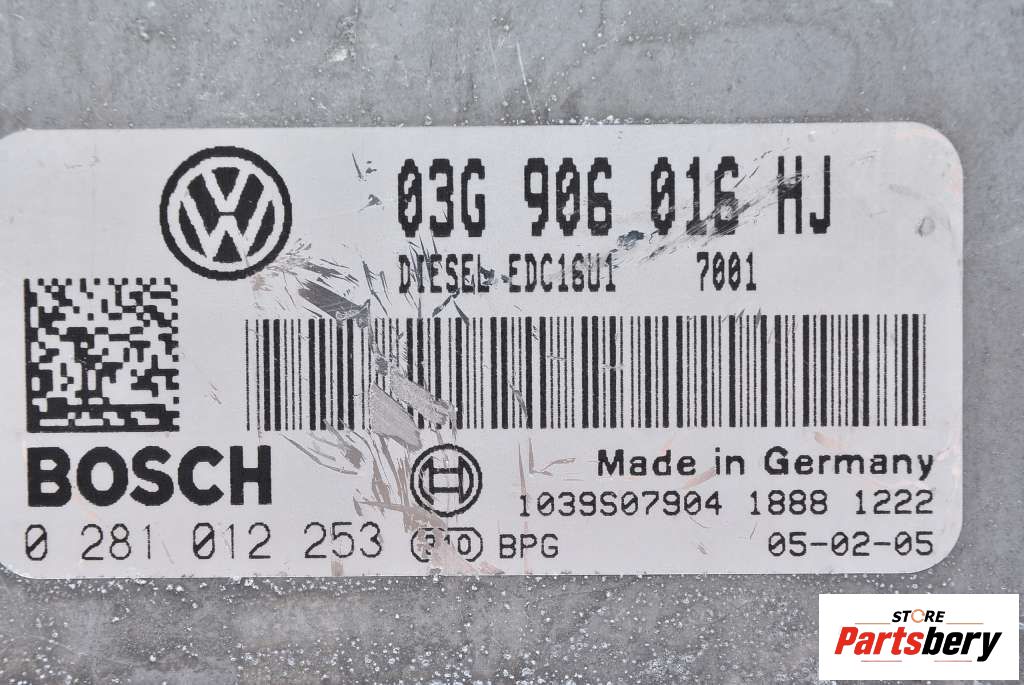 03G 906 016 HJ
DIESEL EDC16U1 7001
BOSCH
Made in Germany
1039S07904 1888 1222
0 281 012 253 BPG 05-02-05
STORE
Partsbery